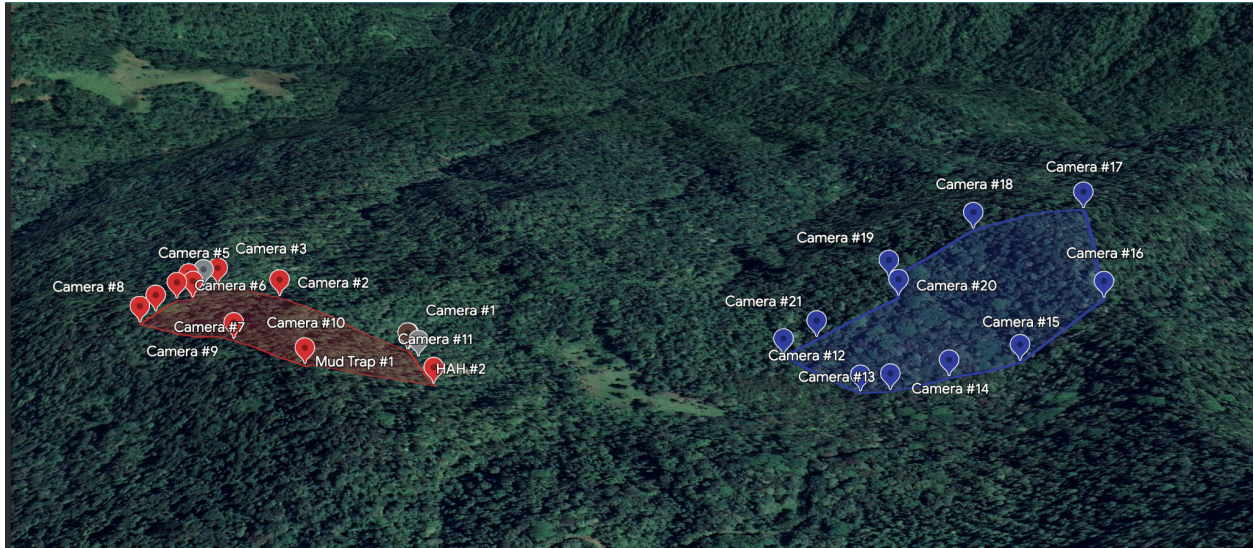 Camera #17
Camera #18
Camera #3
Camera #5
Camera #19
Camera #16
Camera #8
Camera #6
Camera #2
Camera #20
Camera #21
Camera #1
Camera #7
Camera #10
Camera #15
Camera #11
Camera #9
Camera #12
Mud Trap #1
HAH #2
Camera #13
Camera #14